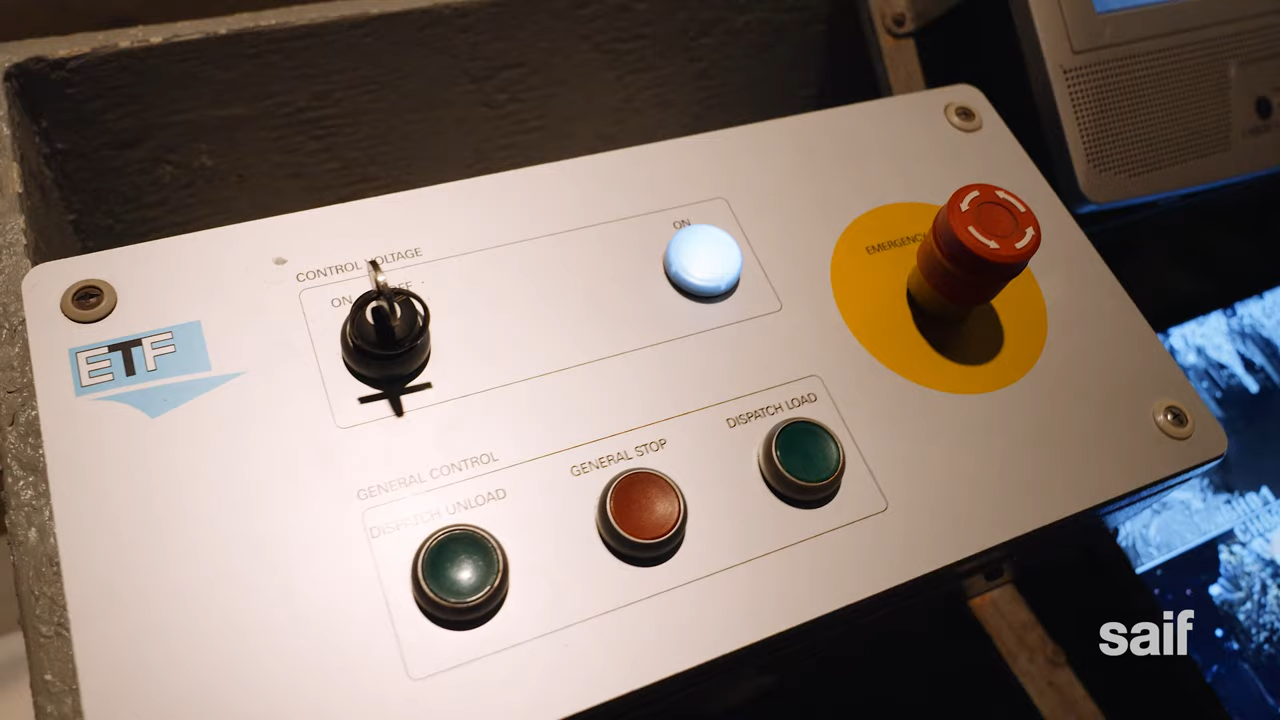 CONTROL VOLTAGE
ON
ON
EMERGENCY
ETF
DISPATCH LOAD
GENERAL STOP
GENERAL CONTROL
DISPATCH UNLOAD
saif